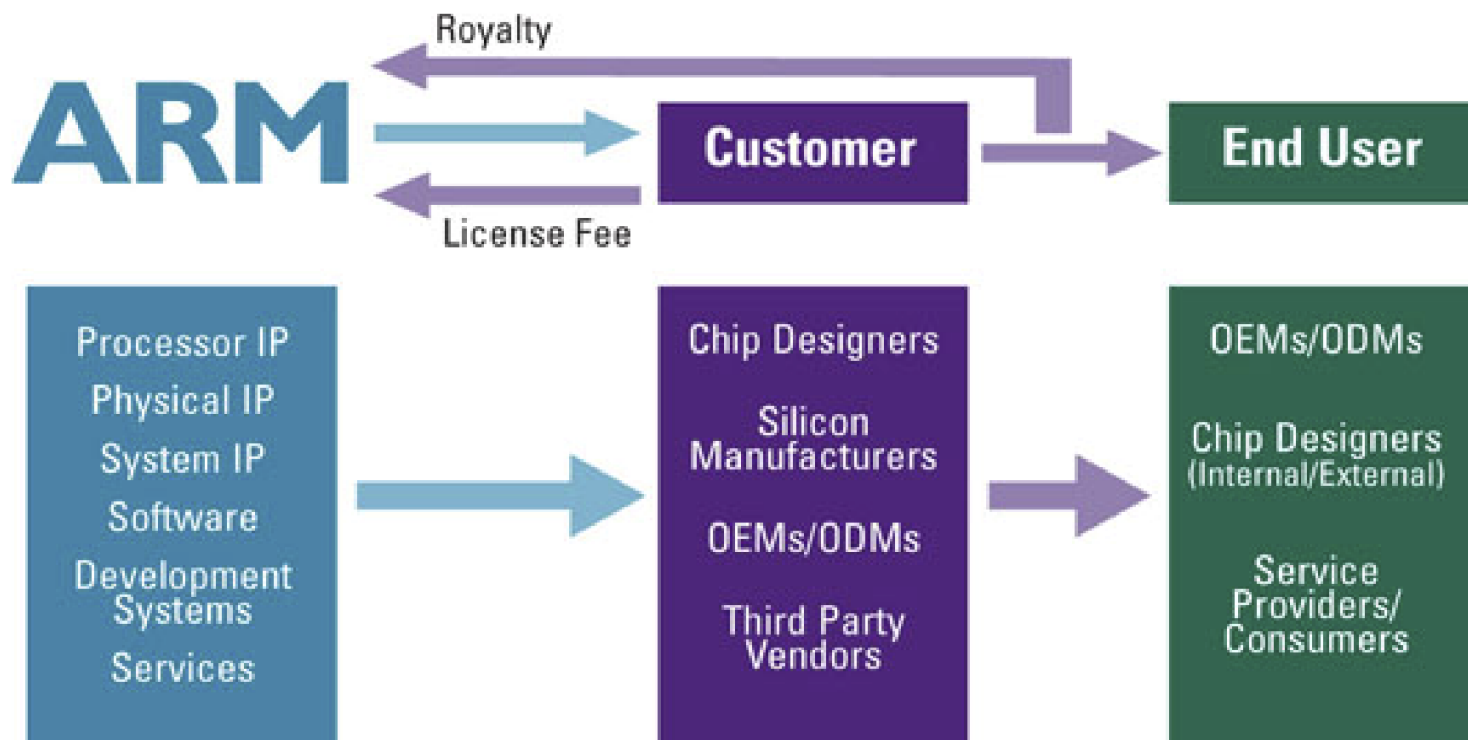 Royalty
ARM
Customer
End User
License Fee
Processor IP
Physical IP
System IP
Software
Development
Systems
Services
Chip Designers
Silicon
Manufacturers
OEMs/ODMs
Third Party
Vendors
OEMs/ODMs
Chip Designers
(Internal/External)
Service
Providers/
Consumers